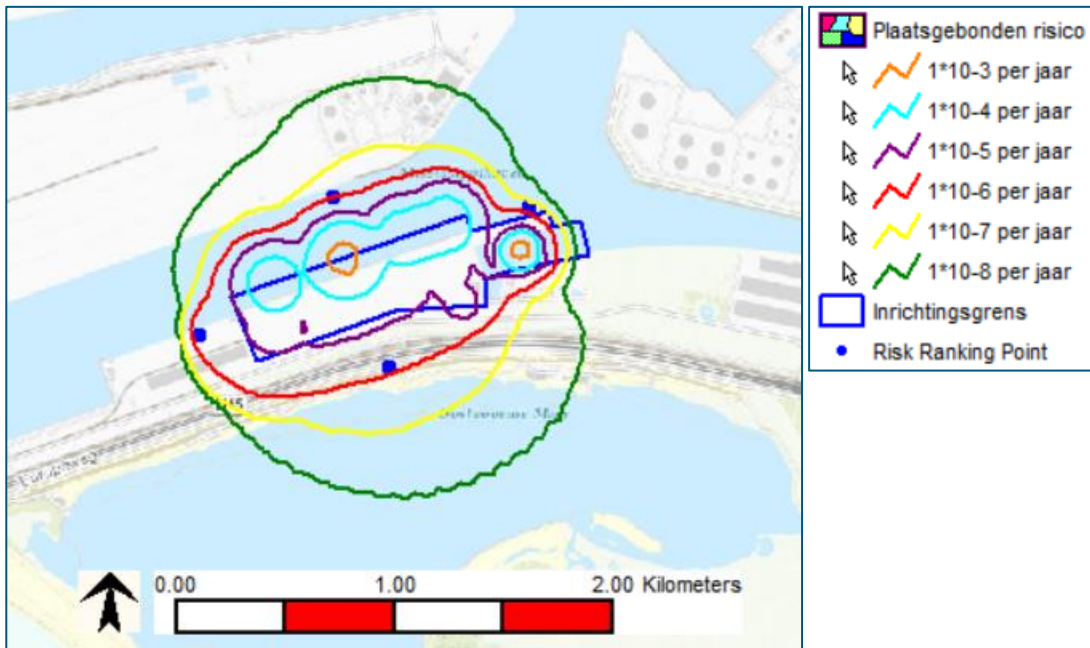 Plaatsgebonden risico
1*10-3 per jaar
1*10-4 per jaar
1*10-5 per jaar
1*10-6 per jaar
1*10-7 per jaar
1*10-8 per jaar
Inrichtingsgrens
Risk Ranking Point
0.00 1.00 2.00 Kilometers